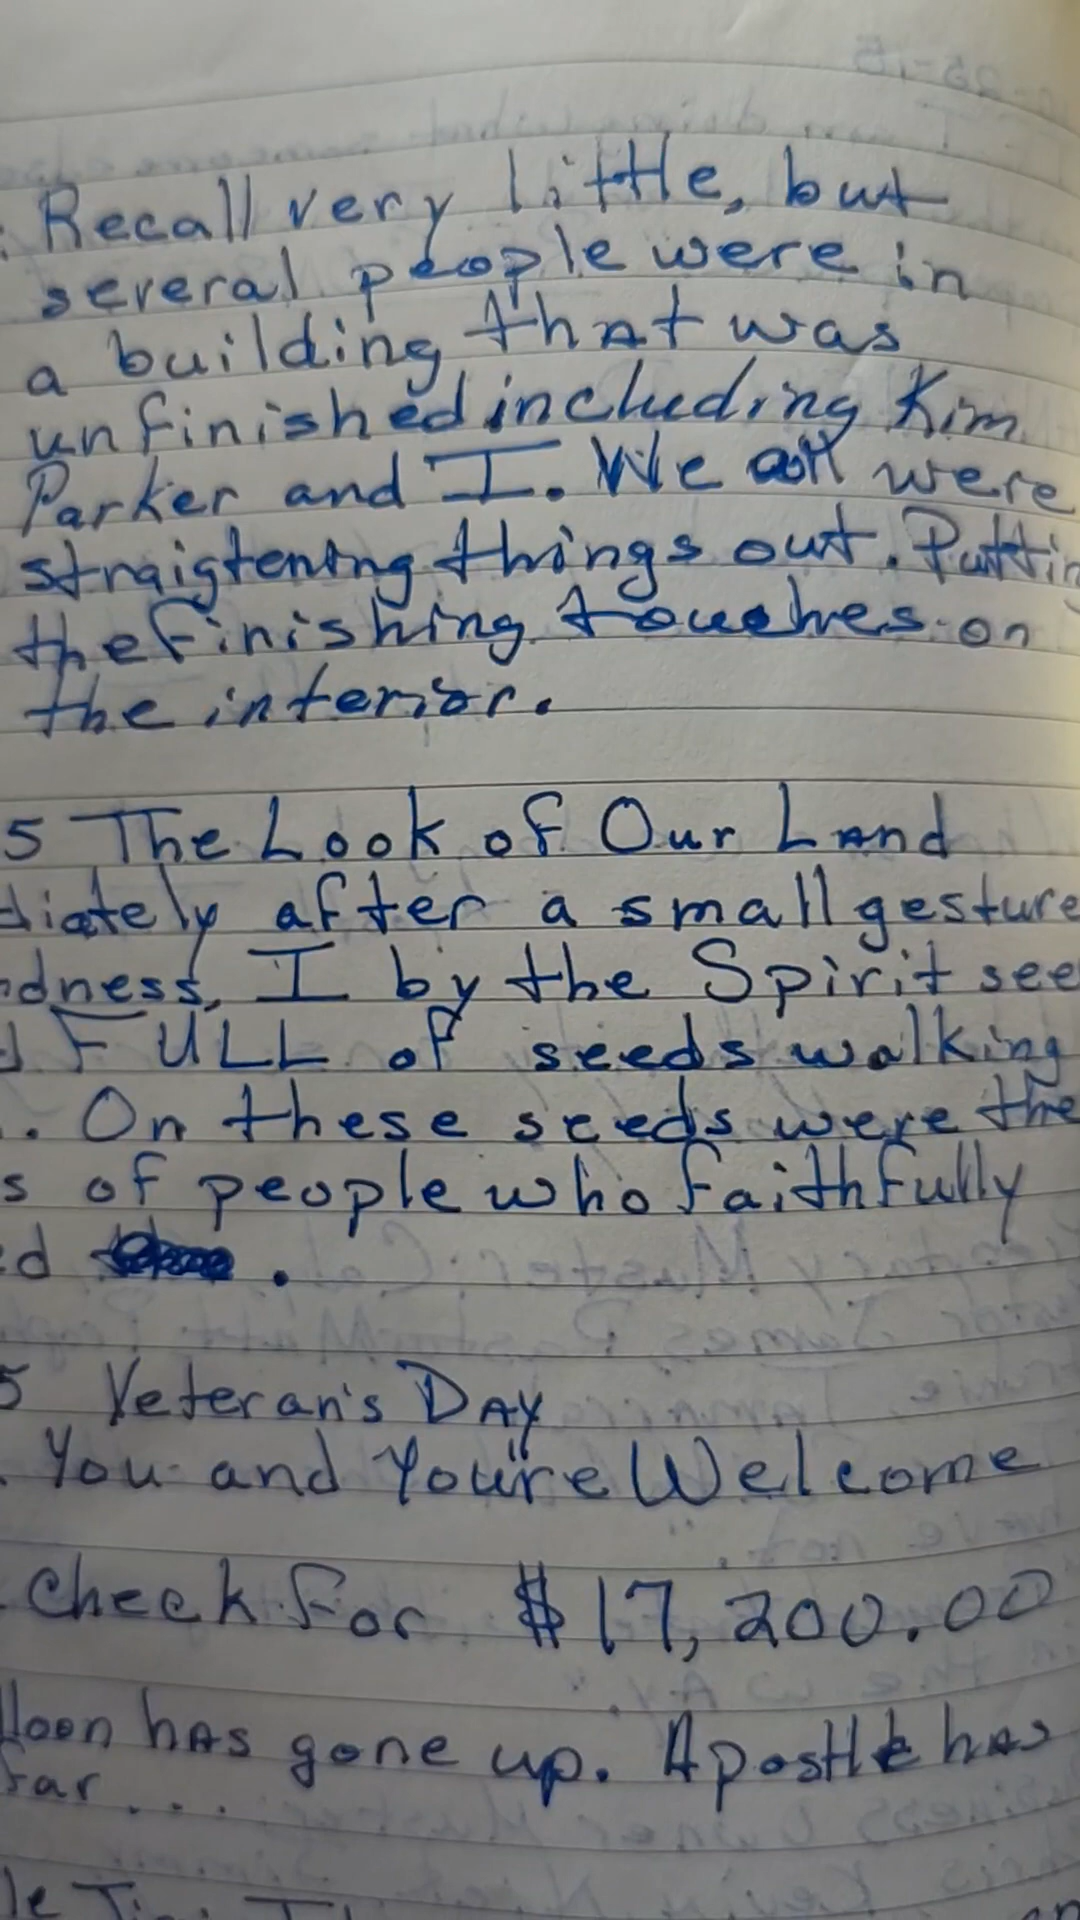 : Recall very little, but
several people were in
a building that was
unfinished including Kim
Parker and I. We all were
straigtening things out. Puttin
the finishing touches on
the interior.
5 The Look of Our Land
diately after a small gesture
dness, I by the Spirit see
d FULL of seeds walking
.. On these seeds were the
s of people who faithfully
ed .
5 Veteran's DAY
. You and You're Welcome
Check For $17,200.00
lloon has gone up. Apostle has
far ...